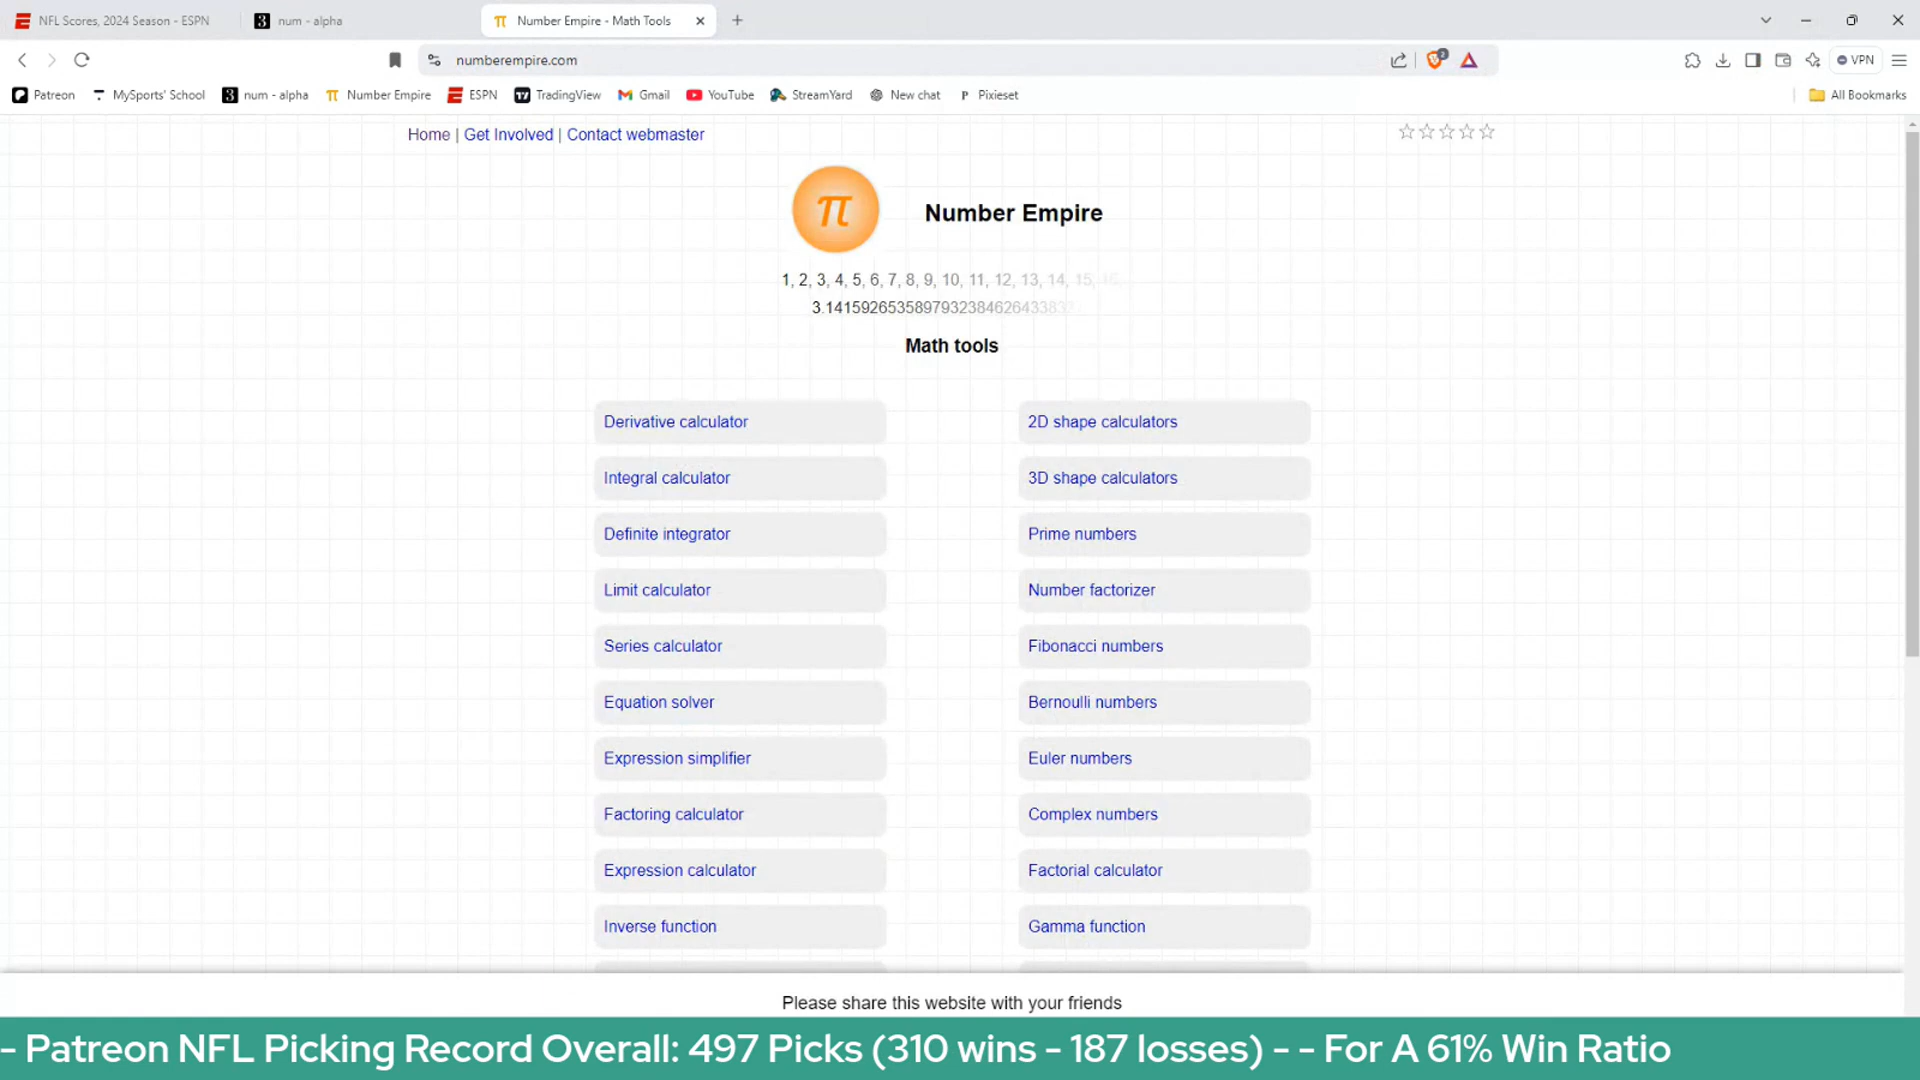 NFL Scores, 2024 Season - ESPN
num - alpha
Number Empire - Math Tools
numberempire.com
2
VPN
Patreon
MySports' School
num - alpha
Number Empire
ESPN
TradingView
Gmail
YouTube
StreamYard
New chat
Pixieset
All Bookmarks
Home | Get Involved | Contact webmaster
π
Number Empire
1, 2, 3, 4, 5, 6, 7, 8, 9, 10, 11, 12, 13, 14, 15, 16,
3.1415926535897932384626433832
Math tools
Derivative calculator
2D shape calculators
Integral calculator
3D shape calculators
Definite integrator
Prime numbers
Limit calculator
Number factorizer
Series calculator
Fibonacci numbers
Equation solver
Bernoulli numbers
Expression simplifier
Euler numbers
Factoring calculator
Complex numbers
Expression calculator
Factorial calculator
Inverse function
Gamma function
Please share this website with your friends
- Patreon NFL Picking Record Overall: 497 Picks (310 wins - 187 losses) - - For A 61% Win Ratio